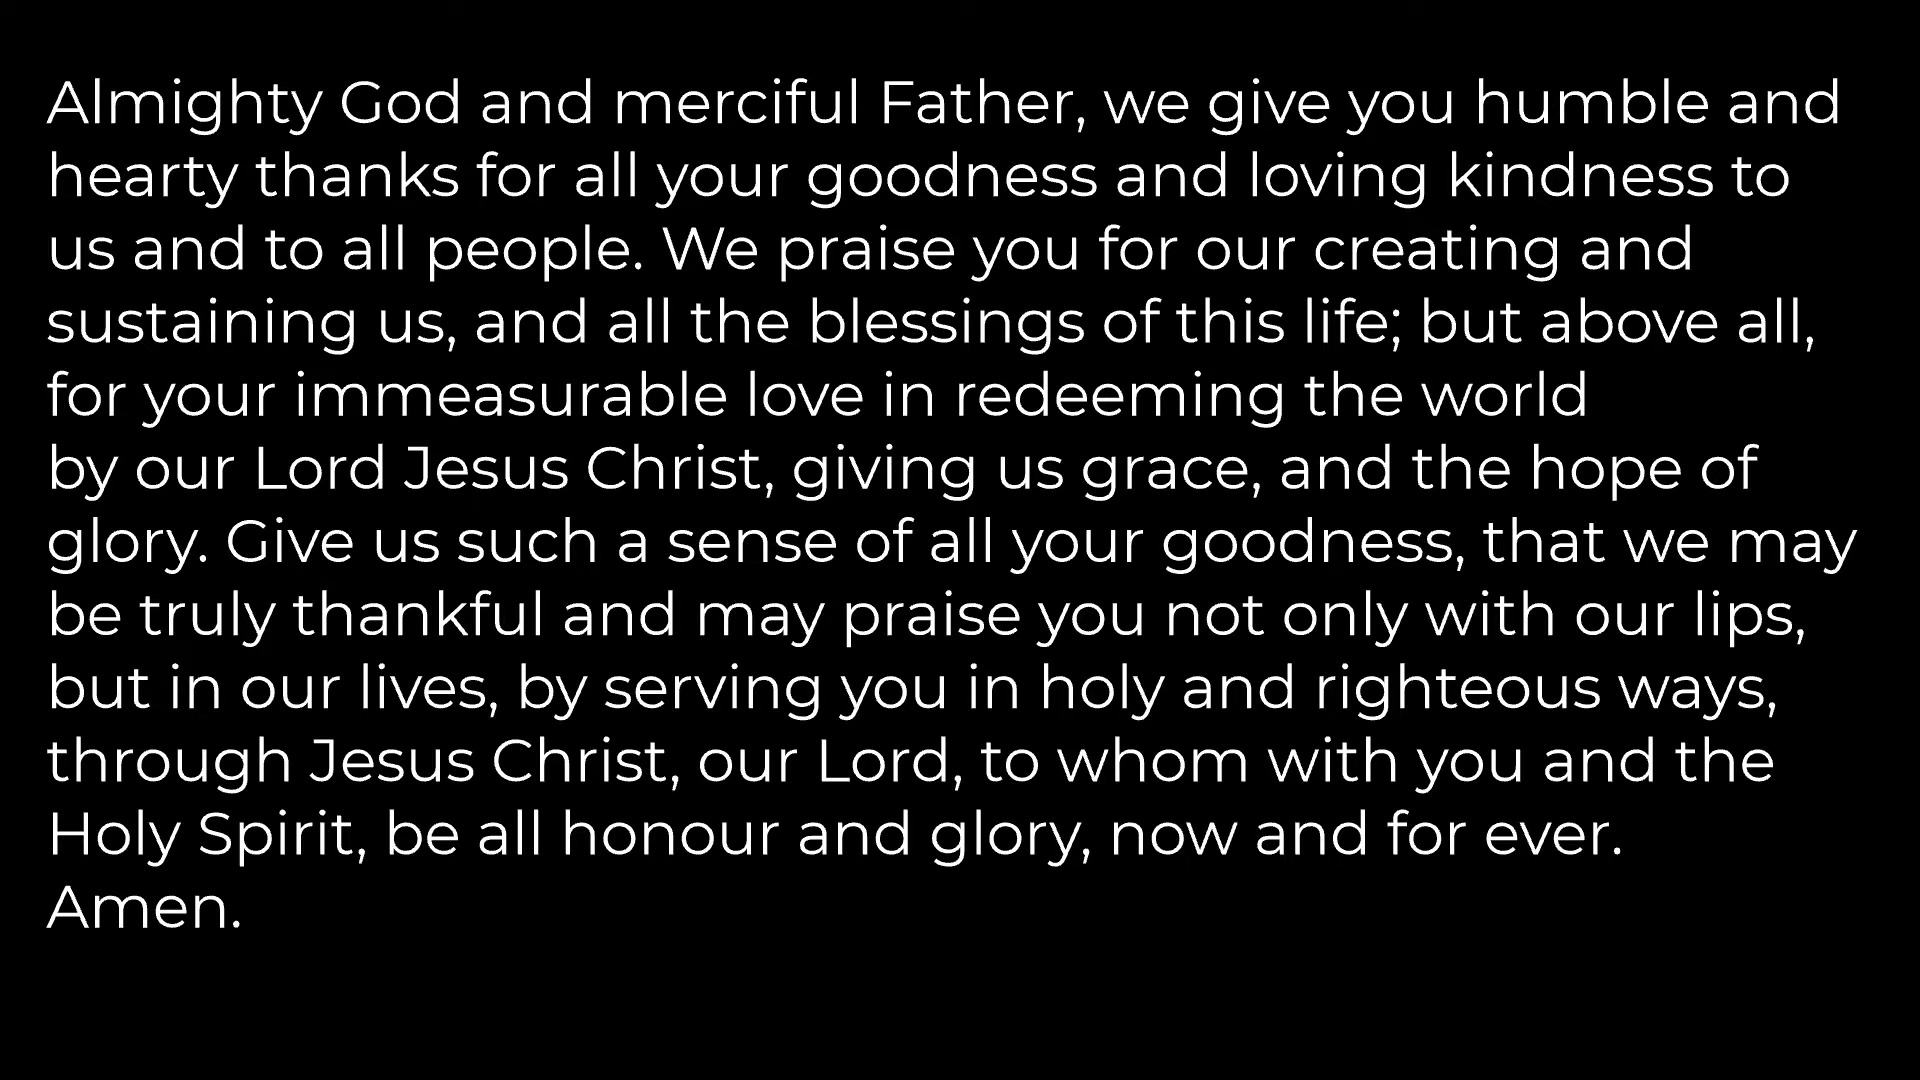 Almighty God and merciful Father, we give you humble and
hearty thanks for all your goodness and loving kindness to
us and to all people. We praise you for our creating and
sustaining us, and all the blessings of this life; but above all,
for your immeasurable love in redeeming the world
by our Lord Jesus Christ, giving us grace, and the hope of
glory. Give us such a sense of all your goodness, that we may
be truly thankful and may praise you not only with our lips,
but in our lives, by serving you in holy and righteous ways,
through Jesus Christ, our Lord, to whom with you and the
Holy Spirit, be all honour and glory, now and for ever.
Amen.